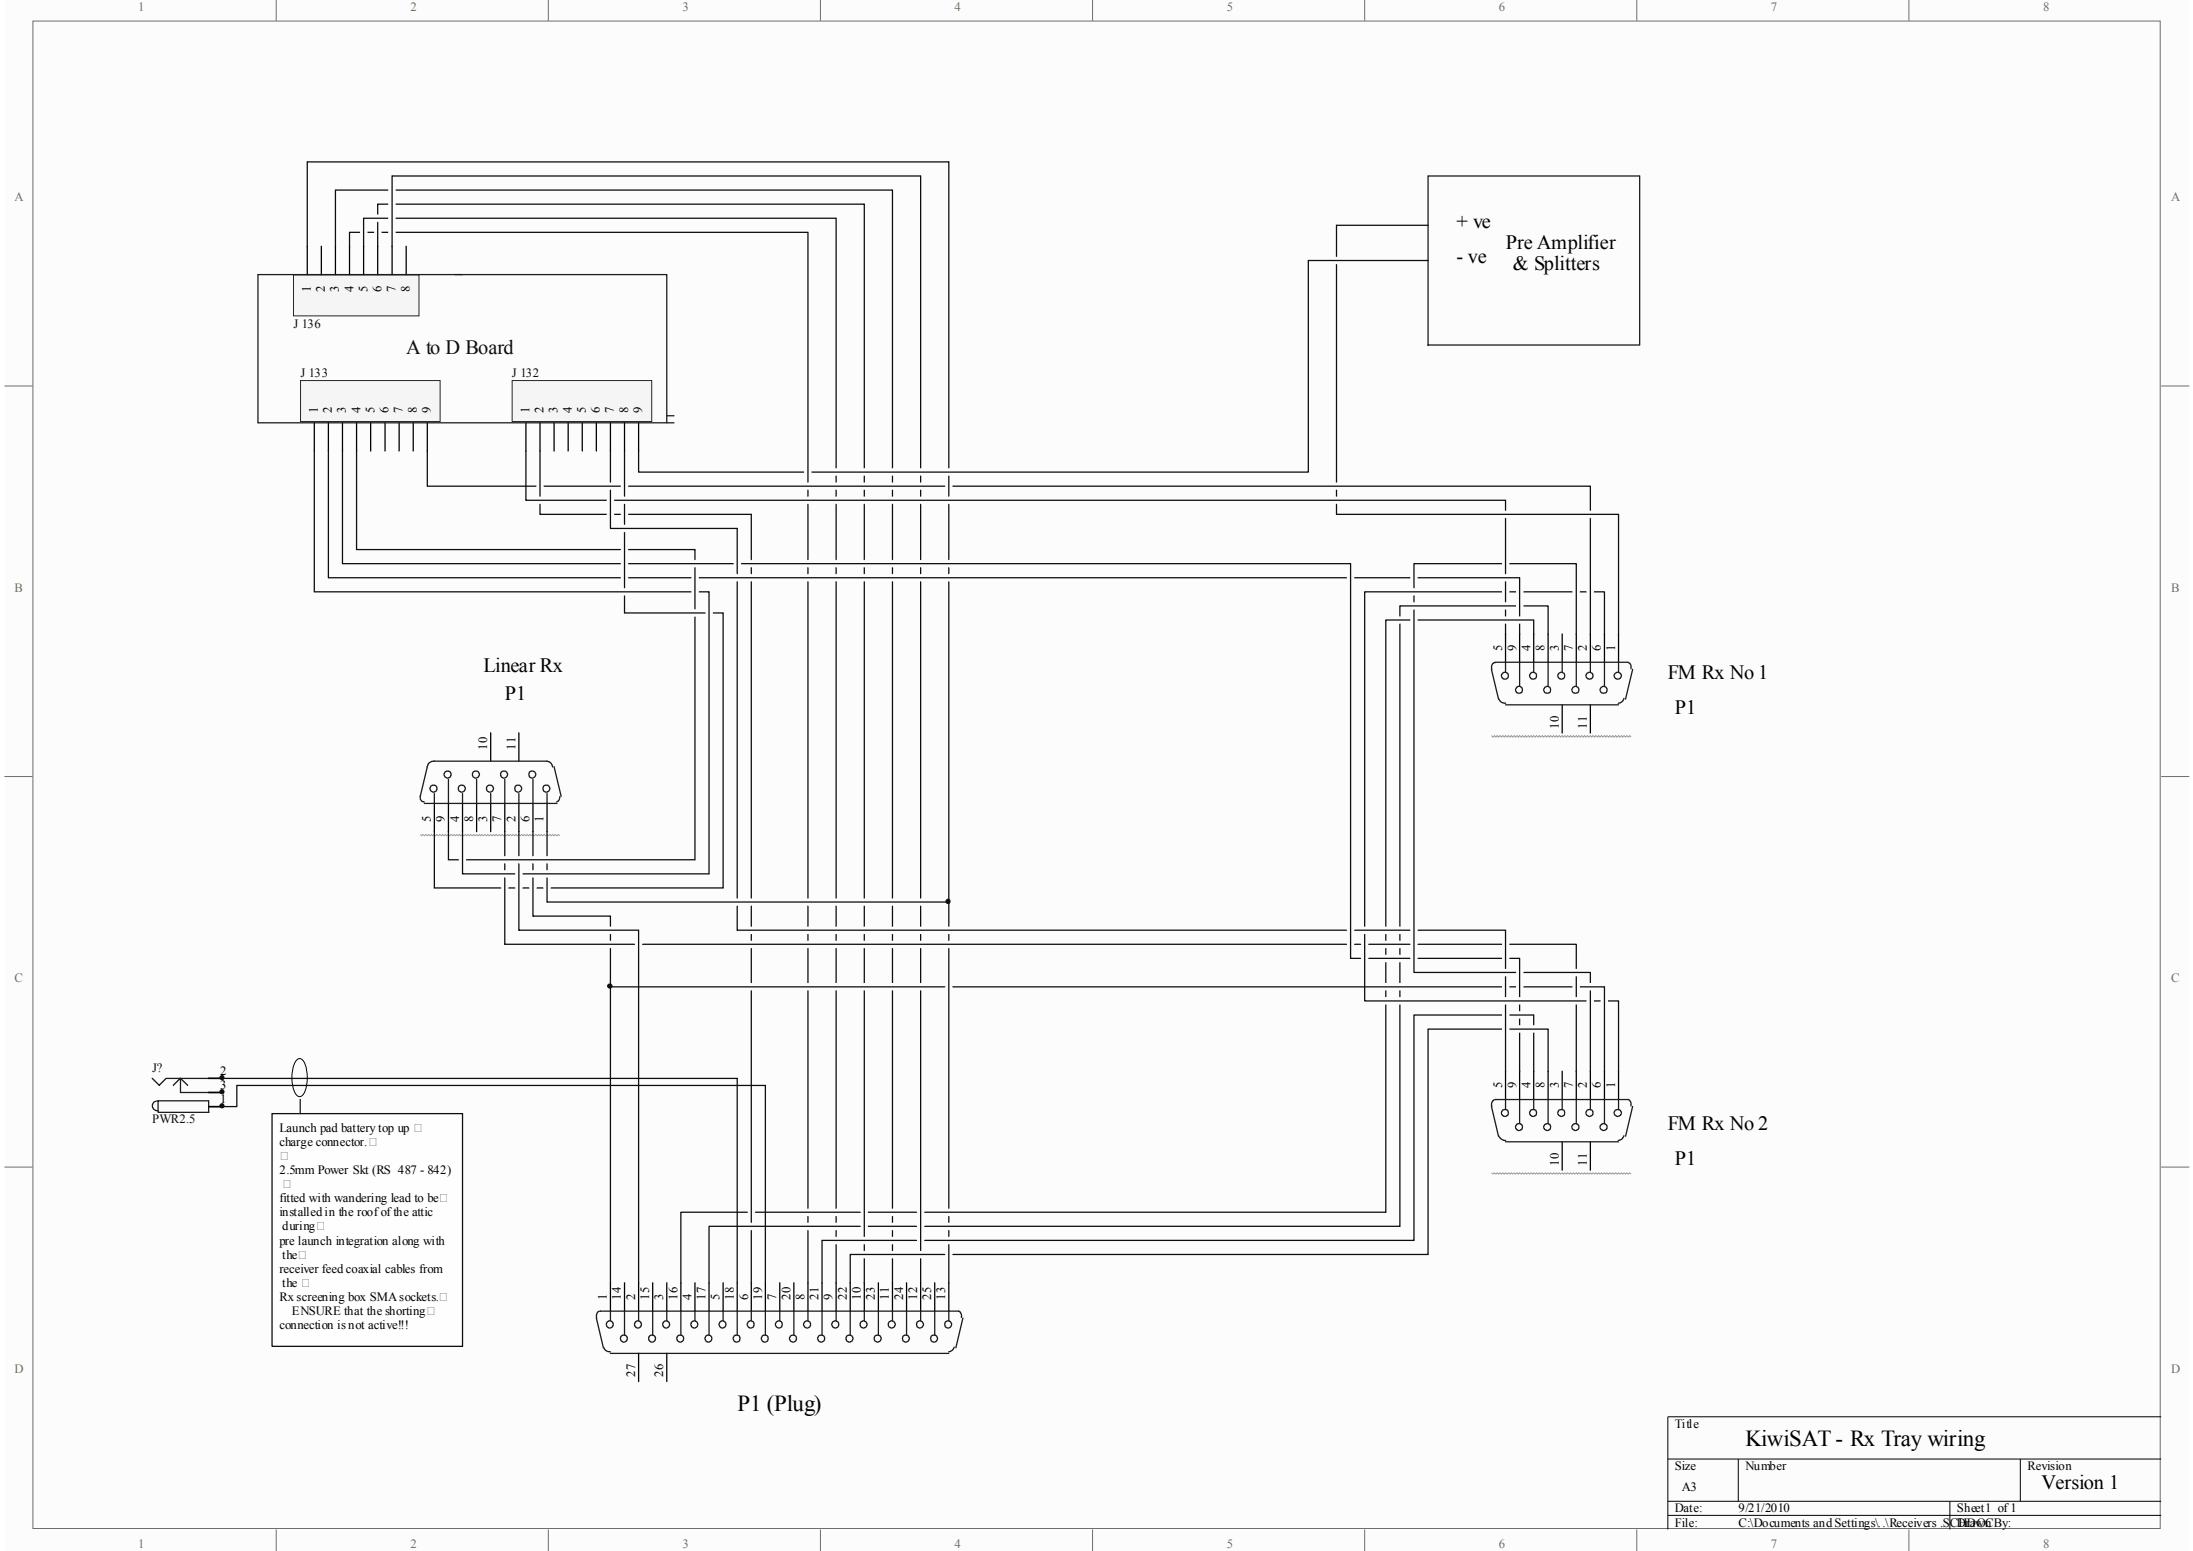 1 2 3 4 5 6 7 8
A A
+ ve
Pre Amplifier
- ve
& Splitters
1 2 3 4 5 6 7 8
J 136
A to D Board
J 133
J 132
1 2 3 4 5 6 7 8 9
1 2 3 4 5 6 7 8 9
B B
Linear Rx
P1
5 9 4 8 3 7 2 6 1
FM Rx No 1
P1
10 11
10 11
5 9 4 8 3 7 2 6 1
C C
J?
2
3
PWR2.5
5 9 4 8 3 7 2 6 1
FM Rx No 2
P1
10 11
Launch pad battery top up
charge connector.
2.5mm Power Skt (RS 487 - 842)
fitted with wandering lead to be
installed in the roof of the attic
during
pre launch integration along with
the
receiver feed coaxial cables from
the
Rx screening box SMA sockets.
ENSURE that the shorting
connection is not active!!!
1 14 2 15 3 16 4 17 5 18 6 19 7 20 8 21 9 22 10 23 11 24 12 25 13
27 26
D D
P1 (Plug)
Title
KiwiSAT - Rx Tray wiring
Size
Number
Revision
A3
Version 1
Date: 9/21/2010 Sheet1 of 1
File: C:\Documents and Settings\..\Receivers By:
1 2 3 4 5 6 7 8